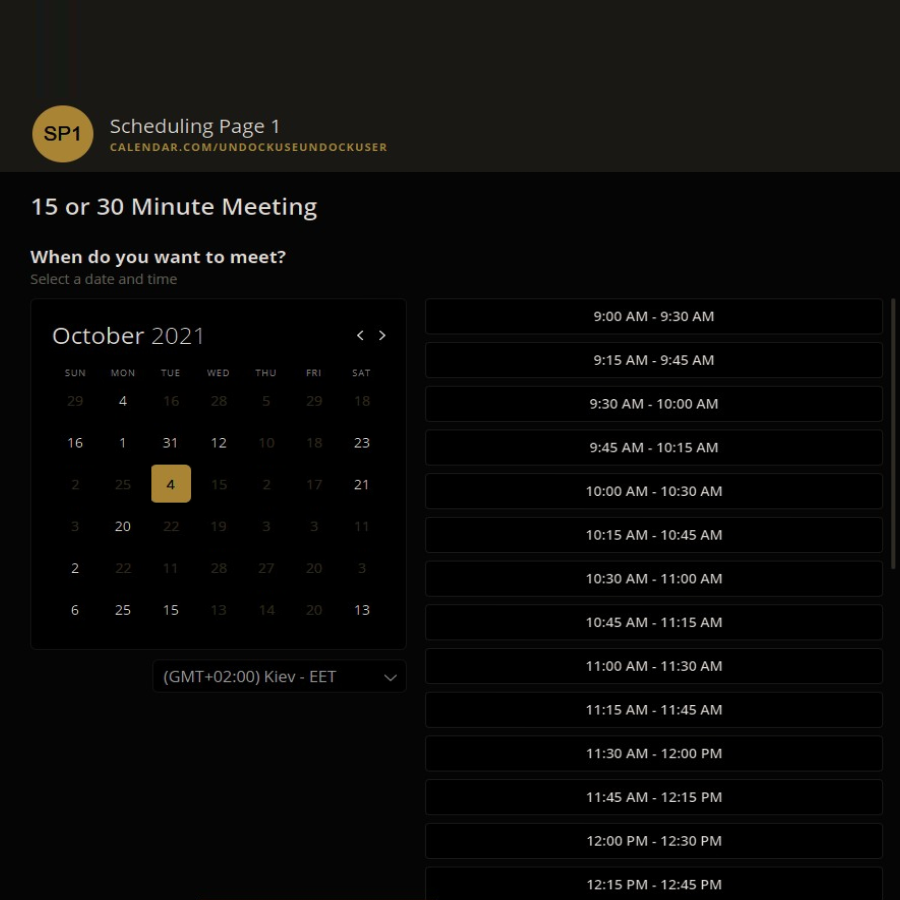 SP1
Scheduling Page 1
CALENDAR.COM/UNDOCKUSEUNDOCKUSER
15 or 30 Minute Meeting
When do you want to meet?
Select a date and time
October 2021
SUN MON TUE WED THU FRI SAT
29 4 16 28 5 29 18
16 1 31 12 10 18 23
2 25 4 15 2 17 21
3 20 22 19 3 3 11
2 22 11 28 27 20 3
6 25 15 13 14 20 13
(GMT+02:00) Kiev - EET
9:00 AM - 9:30 AM
9:15 AM - 9:45 AM
9:30 AM - 10:00 AM
9:45 AM - 10:15 AM
10:00 AM - 10:30 AM
10:15 AM - 10:45 AM
10:30 AM - 11:00 AM
10:45 AM - 11:15 AM
11:00 AM - 11:30 AM
11:15 AM - 11:45 AM
11:30 AM - 12:00 PM
11:45 AM - 12:15 PM
12:00 PM - 12:30 PM
12:15 PM - 12:45 PM